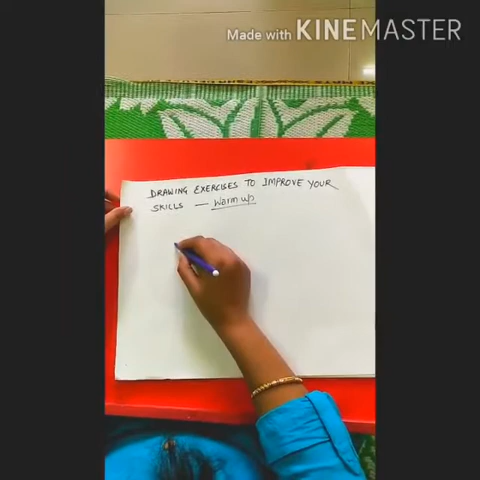 Made with KINEMASTER
DRAWING EXERCISES TO IMPROVE YOUR
SKILLS — Warm up